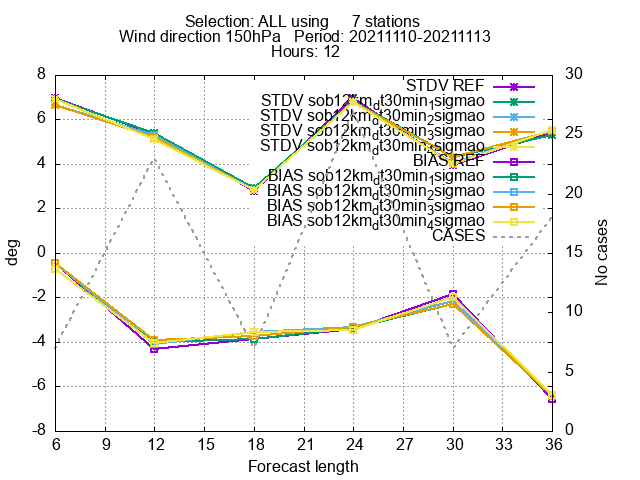 Selection: ALL using 7 stations
Wind direction 150hPa Period: 20211110-20211113
Hours: 12
8
6
4
2
0
-2
-4
-6
-8
deg
30
25
20
15
10
5
0
No cases
STDV REF
STDV sob12km_dt30min_1sigmao
STDV sob12km_dt30min_2sigmao
STDV sob12km_dt30min_3sigmao
STDV sob12km_dt30min_4sigmao
BIAS REF
BIAS sob12km_dt30min_1sigmao
BIAS sob12km_dt30min_2sigmao
BIAS sob12km_dt30min_3sigmao
BIAS sob12km_dt30min_4sigmao
CASES
6 9 12 15 18 21 24 27 30 33 36
Forecast length